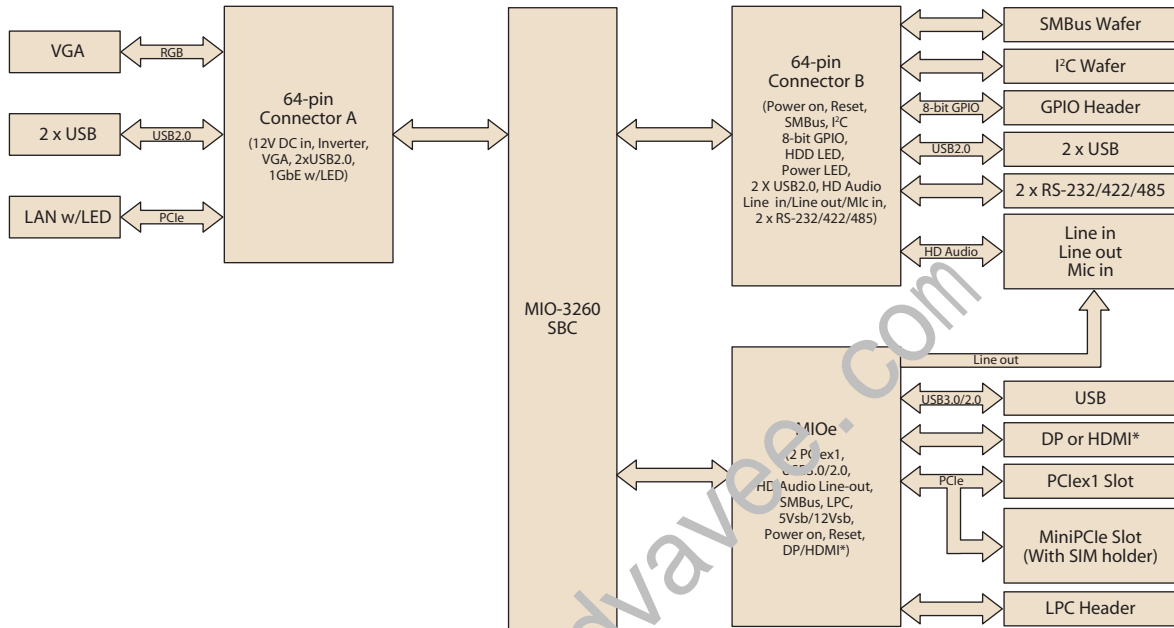 VGA
RGB
2 x USB
USB2.0
LAN w/LED
PCIe
64-pin
Connector A
(12V DC in, Inverter,
VGA, 2xUSB2.0,
1GbE w/LED)
MIO-3260
SBC
64-pin
Connector B
(Power on, Reset,
SMBus, I²C
8-bit GPIO,
HDD LED,
Power LED,
2 X USB2.0, HD Audio
Line in/Line out/MIc in,
2 x RS-232/422/485)
SMBus Wafer
I²C Wafer
8-bit GPIO
GPIO Header
USB2.0
2 x USB
2 x RS-232/422/485
HD Audio
Line in
Line out
Mic in
Line out
MIOe
(2 PCIex1,
USB3.0/2.0,
HD Audio Line-out,
SMBus, LPC,
5Vsb/12Vsb,
Power on, Reset,
DP/HDMI*)
USB3.0/2.0
USB
DP or HDMI*
PCIe
PCIex1 Slot
MiniPCIe Slot
(With SIM holder)
LPC Header
dvavee.com